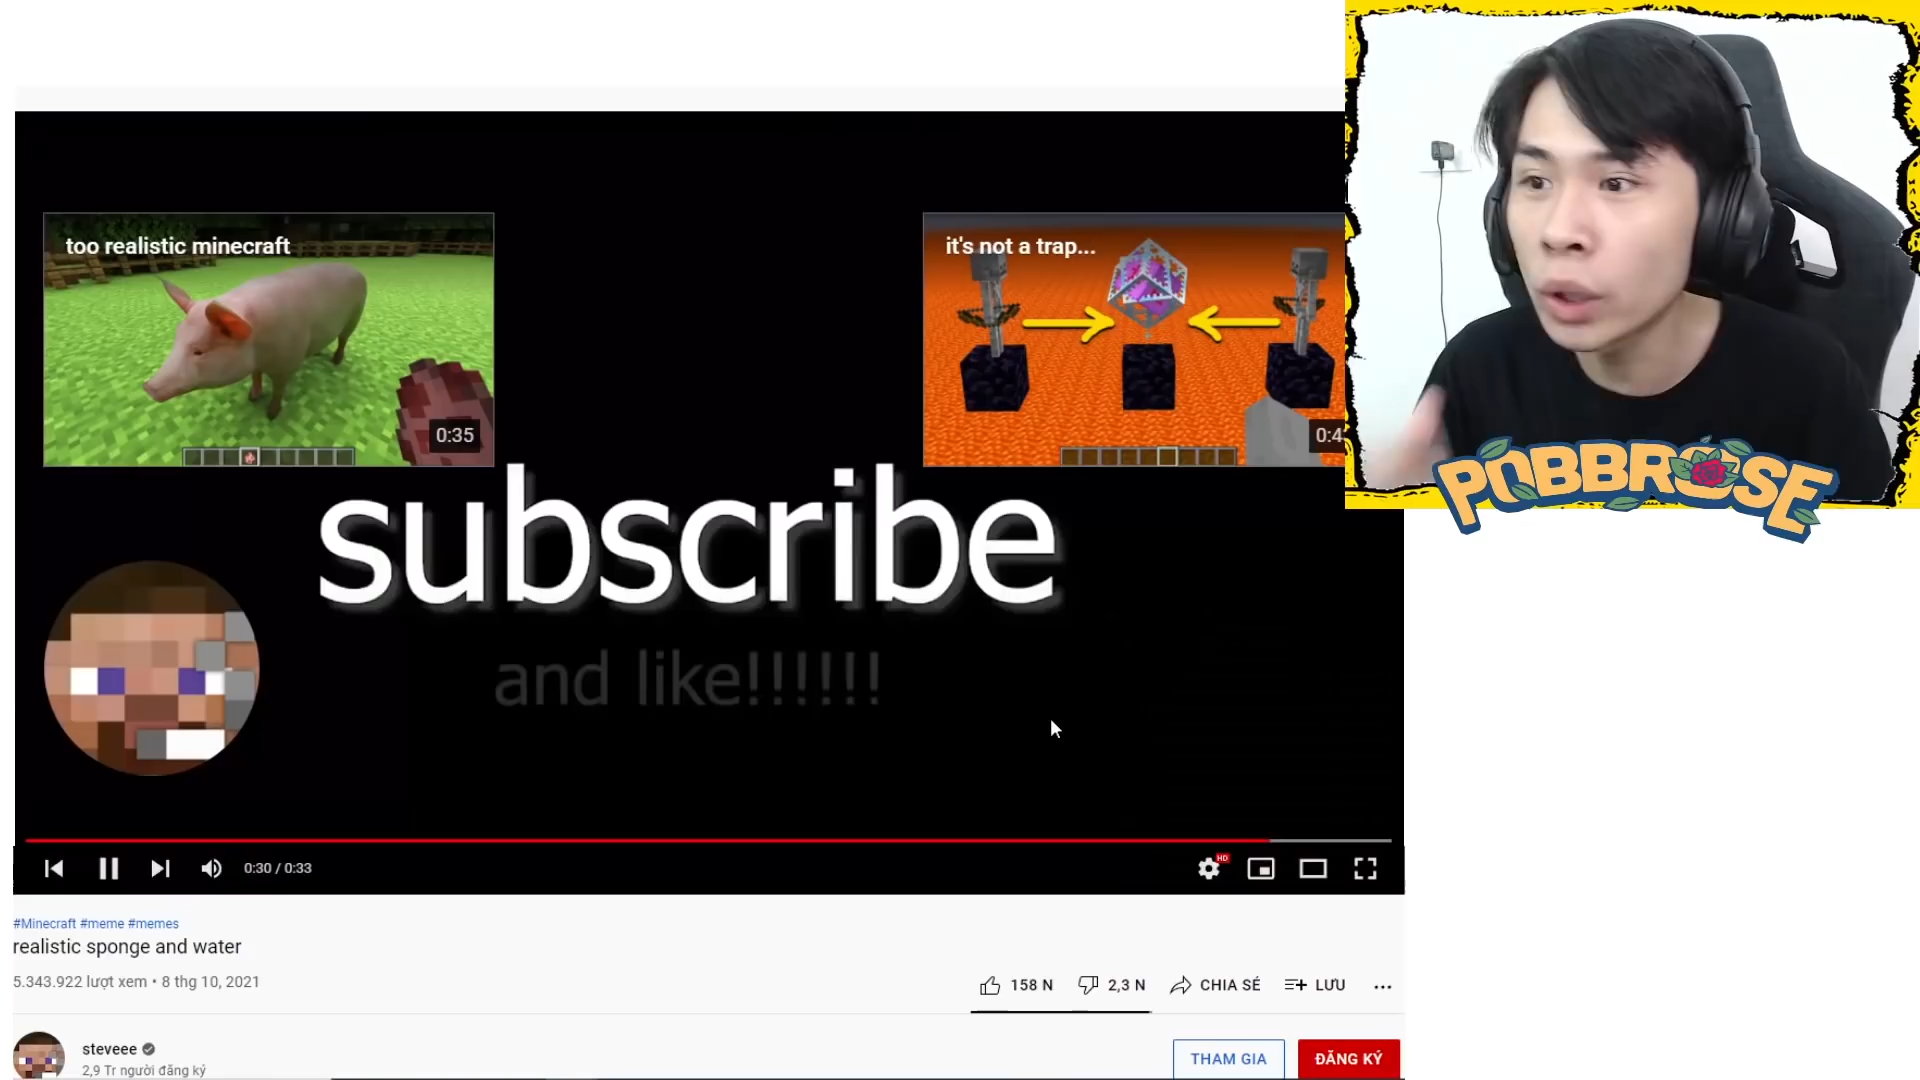 too realistic minecraft
0:35
it's not a trap...
0:4
POBBROSE
subscribe
and like!!!!!!
0:30 / 0:33
HD
#Minecraft #meme #memes
realistic sponge and water
5.343.922 lượt xem • 8 thg 10, 2021
158 N
2,3 N
CHIA SẺ
LƯU
steveee
2,9 Tr người đăng ký
THAM GIA
ĐĂNG KÝ